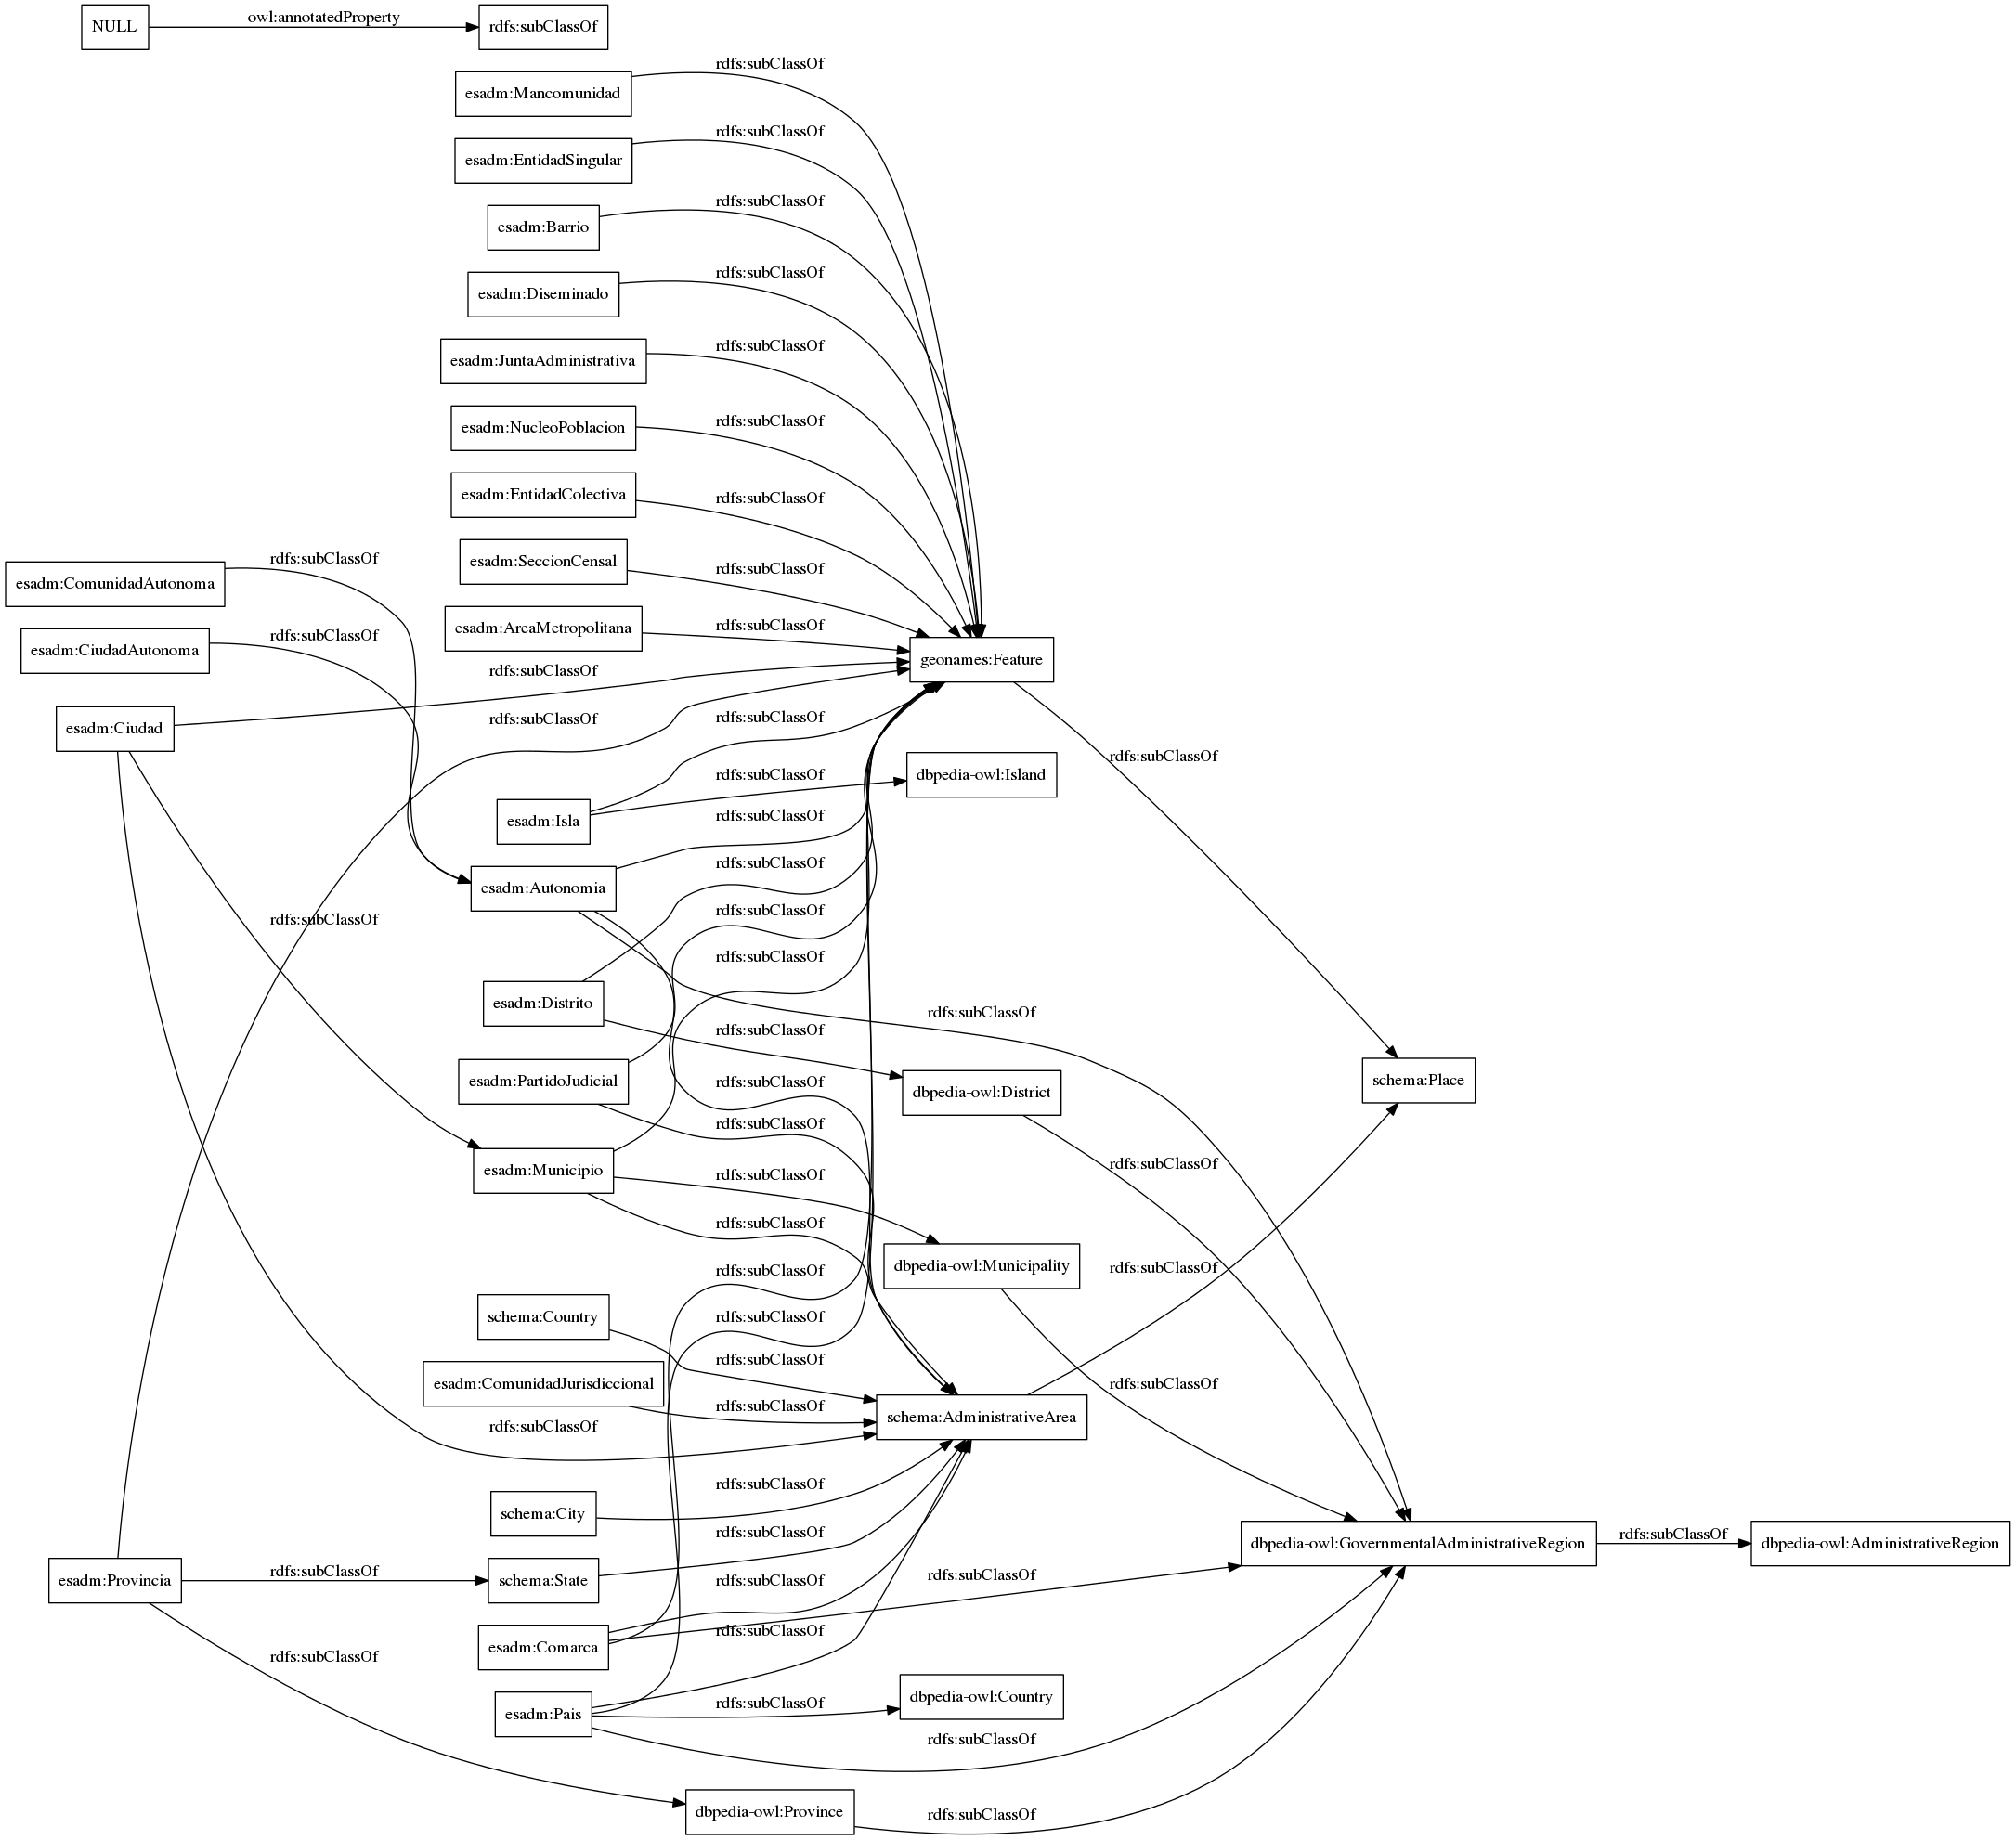 NULL
owl:annotatedProperty
rdfs:subClassOf
esadm:Mancomunidad
rdfs:subClassOf
esadm:EntidadSingular
rdfs:subClassOf
esadm:Barrio
rdfs:subClassOf
esadm:Diseminado
rdfs:subClassOf
esadm:JuntaAdministrativa
rdfs:subClassOf
esadm:NucleoPoblacion
rdfs:subClassOf
esadm:EntidadColectiva
rdfs:subClassOf
esadm:ComunidadAutonoma
rdfs:subClassOf
esadm:SeccionCensal
rdfs:subClassOf
esadm:CiudadAutonoma
rdfs:subClassOf
esadm:AreaMetropolitana
rdfs:subClassOf
geonames:Feature
rdfs:subClassOf
esadm:Ciudad
rdfs:subClassOf
rdfs:subClassOf
rdfs:subClassOf
rdfs:subClassOf
dbpedia-owl:Island
esadm:Isla
rdfs:subClassOf
esadm:Autonomia
rdfs:subClassOf
rdfs:subClassOf
rdfs:subClassOf
rdfs:subClassOf
esadm:Distrito
rdfs:subClassOf
rdfs:subClassOf
esadm:PartidoJudicial
rdfs:subClassOf
dbpedia-owl:District
schema:Place
rdfs:subClassOf
esadm:Municipio
rdfs:subClassOf
rdfs:subClassOf
rdfs:subClassOf
dbpedia-owl:Municipality
rdfs:subClassOf
rdfs:subClassOf
schema:Country
rdfs:subClassOf
rdfs:subClassOf
esadm:ComunidadJurisdiccional
rdfs:subClassOf
rdfs:subClassOf
schema:AdministrativeArea
rdfs:subClassOf
schema:City
rdfs:subClassOf
rdfs:subClassOf
dbpedia-owl:GovernmentalAdministrativeRegion
rdfs:subClassOf
dbpedia-owl:AdministrativeRegion
esadm:Provincia
rdfs:subClassOf
schema:State
rdfs:subClassOf
rdfs:subClassOf
esadm:Comarca
rdfs:subClassOf
rdfs:subClassOf
dbpedia-owl:Country
esadm:Pais
rdfs:subClassOf
rdfs:subClassOf
dbpedia-owl:Province
rdfs:subClassOf